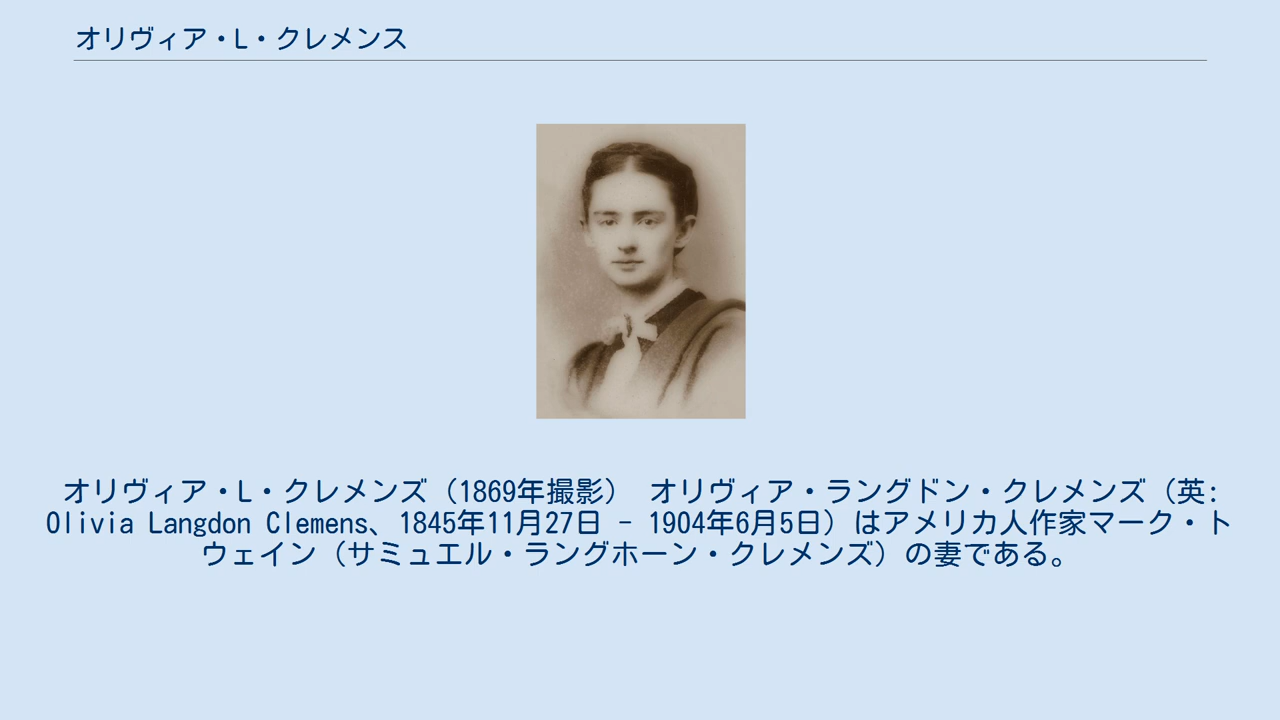 オリヴィア・L・クレメンス
オリヴィア・L・クレメンズ（1869年撮影） オリヴィア・ラングドン・クレメンズ（英:
Olivia Langdon Clemens、1845年11月27日 - 1904年6月5日）はアメリカ人作家マーク・ト
ウェイン（サミュエル・ラングホーン・クレメンズ）の妻である。